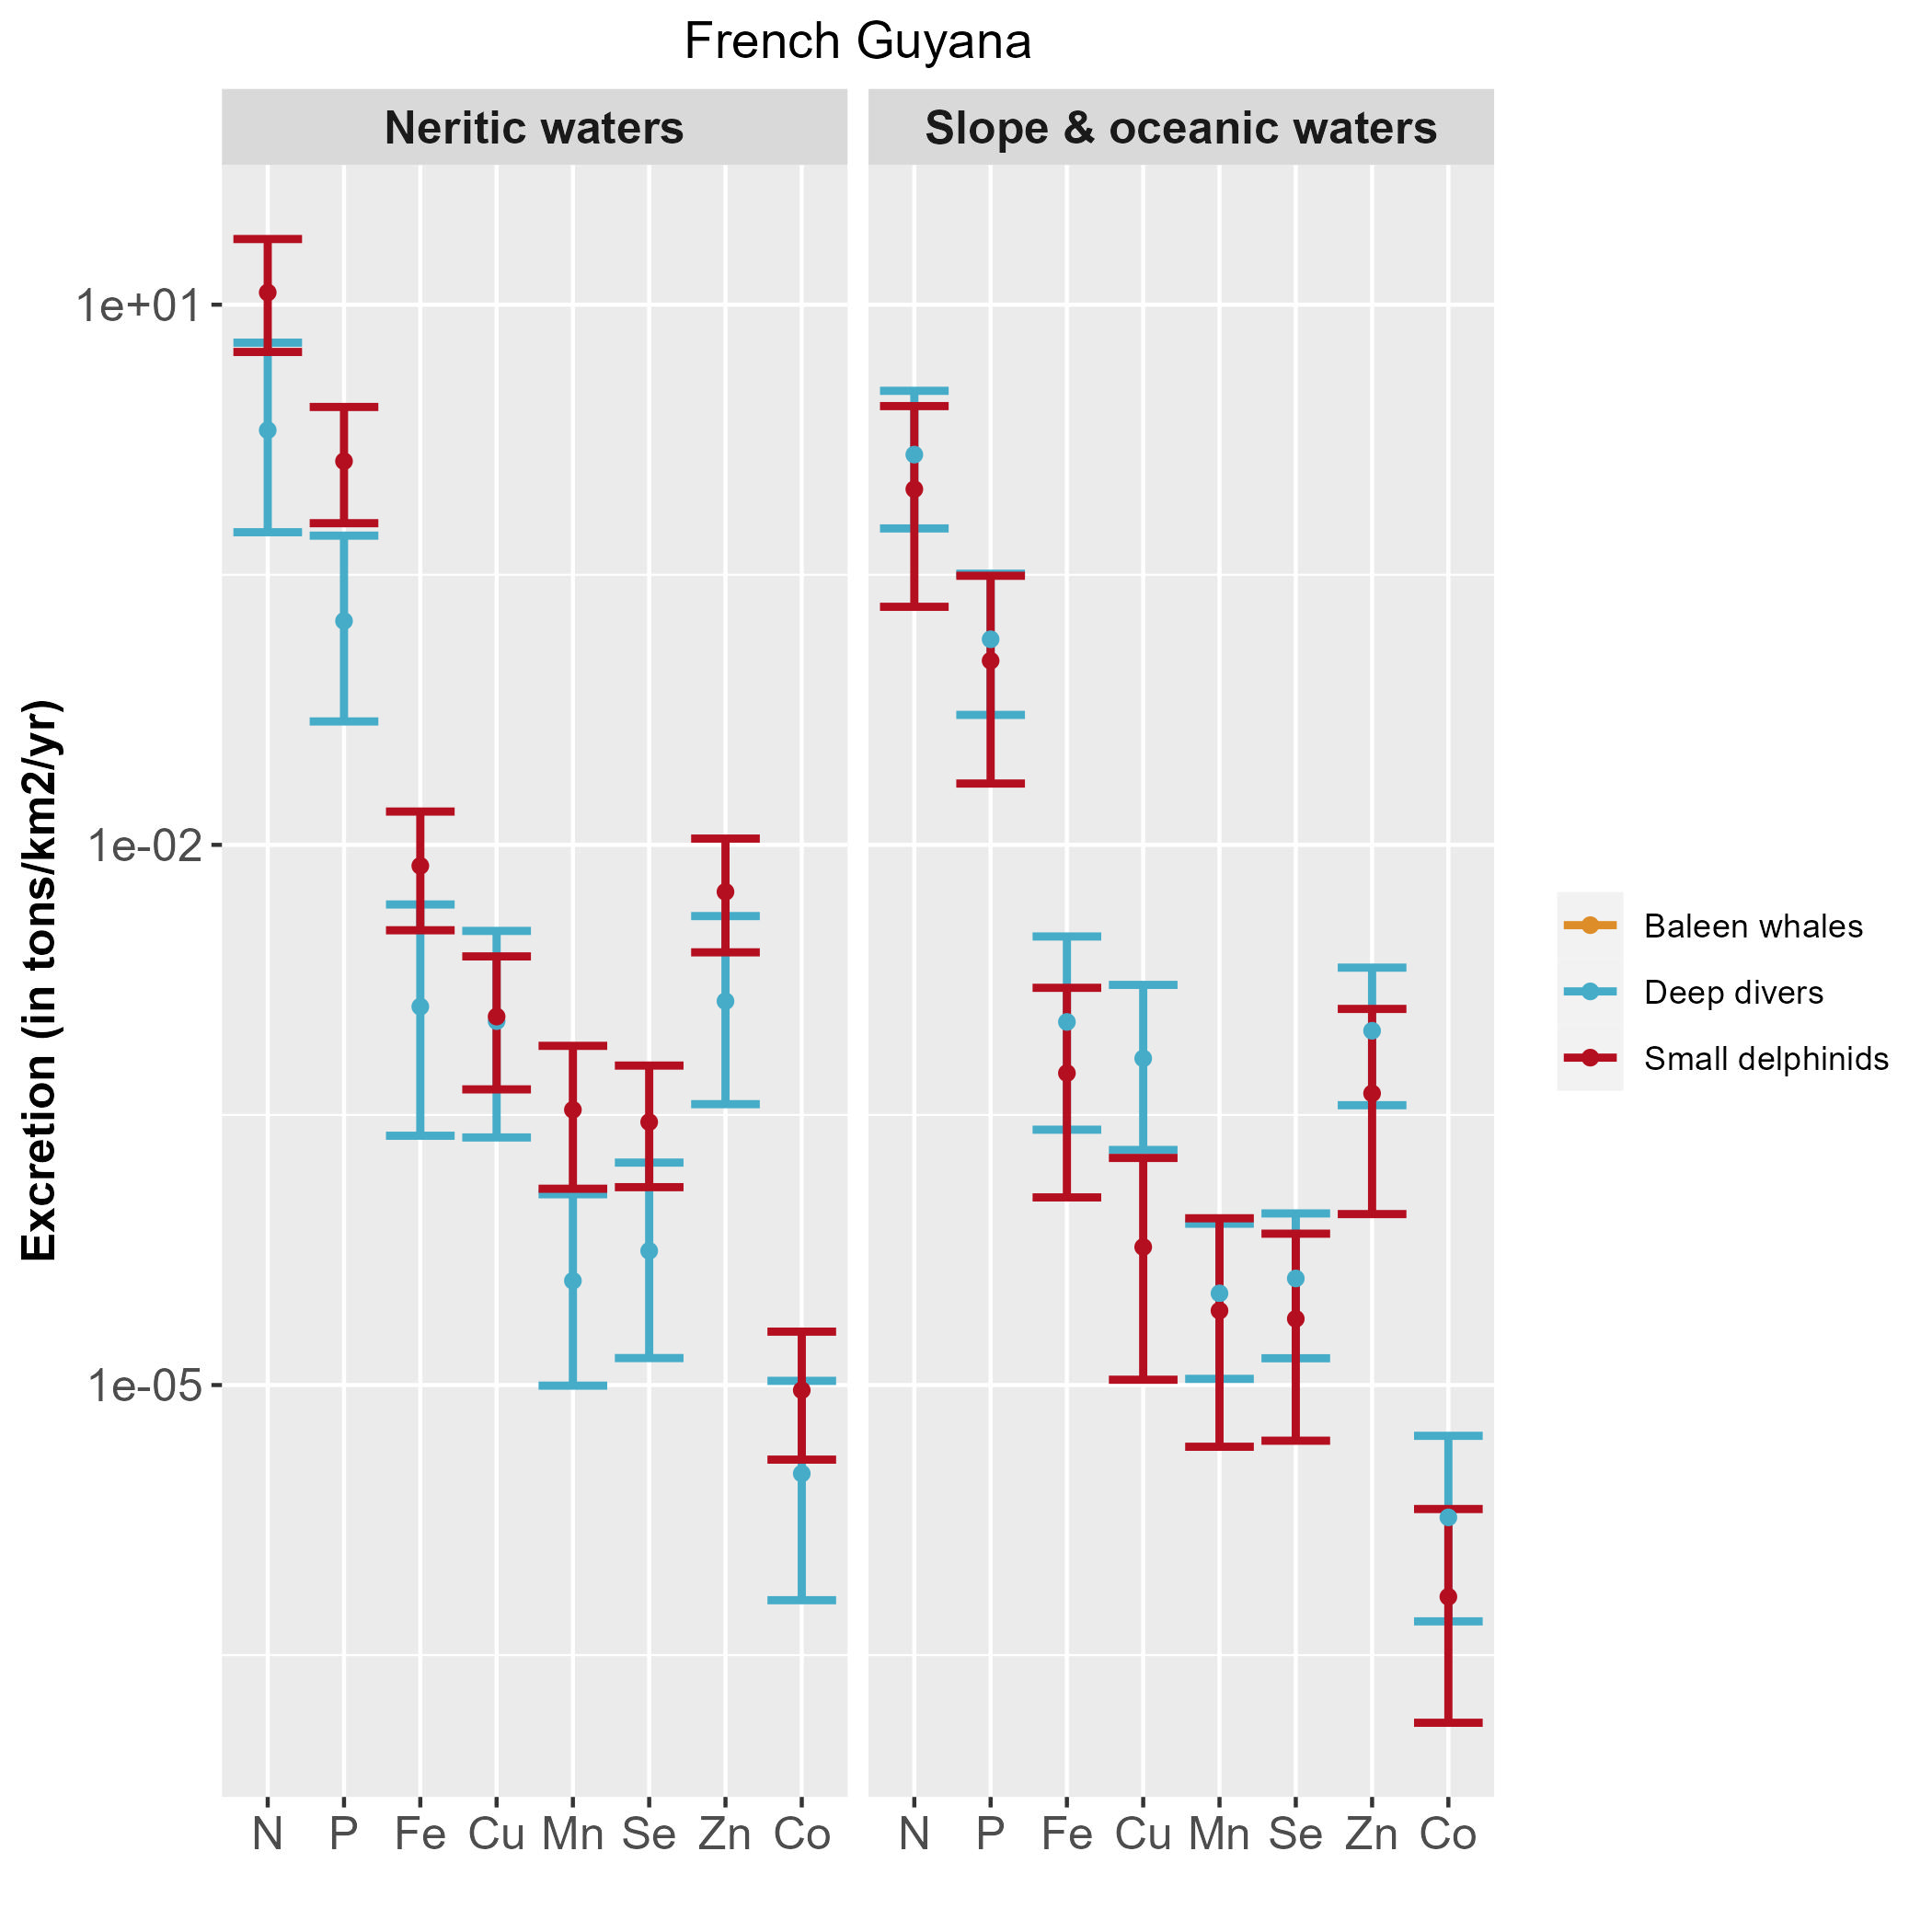 French Guyana
Neritic waters
Slope & oceanic waters
Excretion (in tons/km2/yr)
1e+01
1e-02
1e-05
N P Fe Cu Mn Se Zn Co
N P Fe Cu Mn Se Zn Co
Baleen whales
Deep divers
Small delphinids